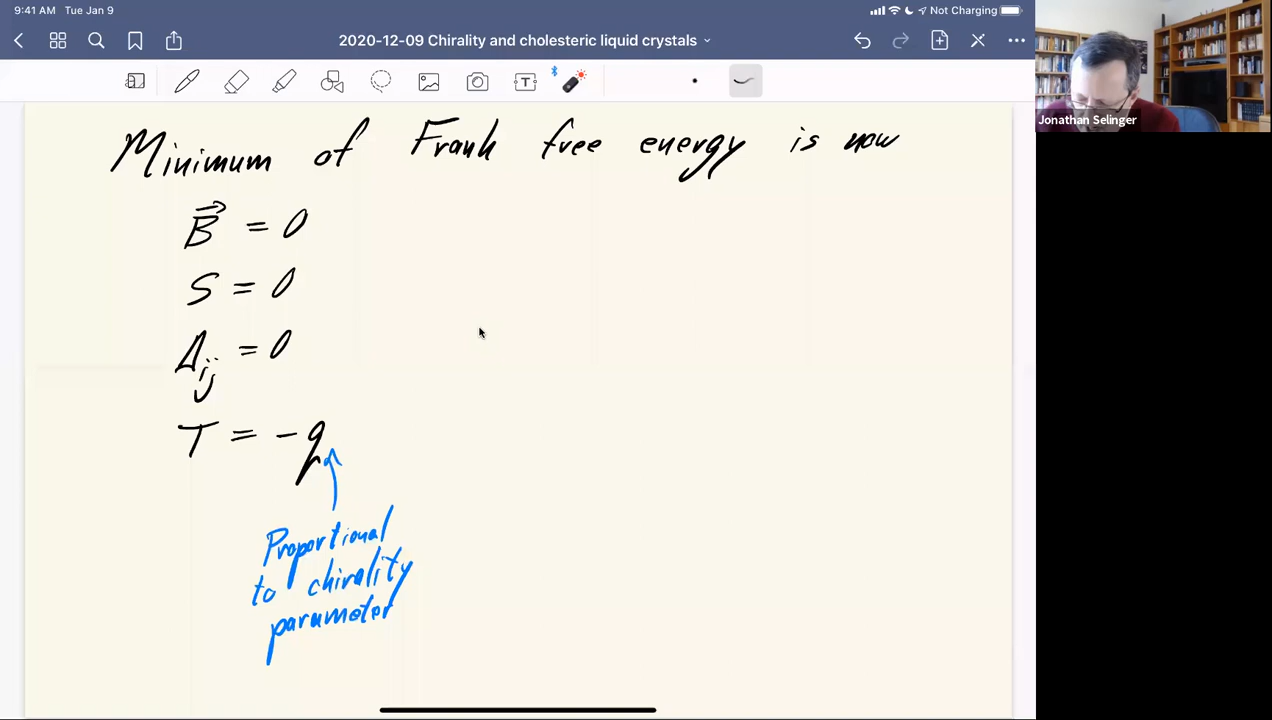 9:41 AM Tue Jan 9
Not Charging
2020-12-09 Chirality and cholesteric liquid crystals
T
Jonathan Selinger
Minimum of Frank free energy is now
B⃗ = 0
S = 0
Δij = 0
T = -q
Proportional
to chirality
parameter